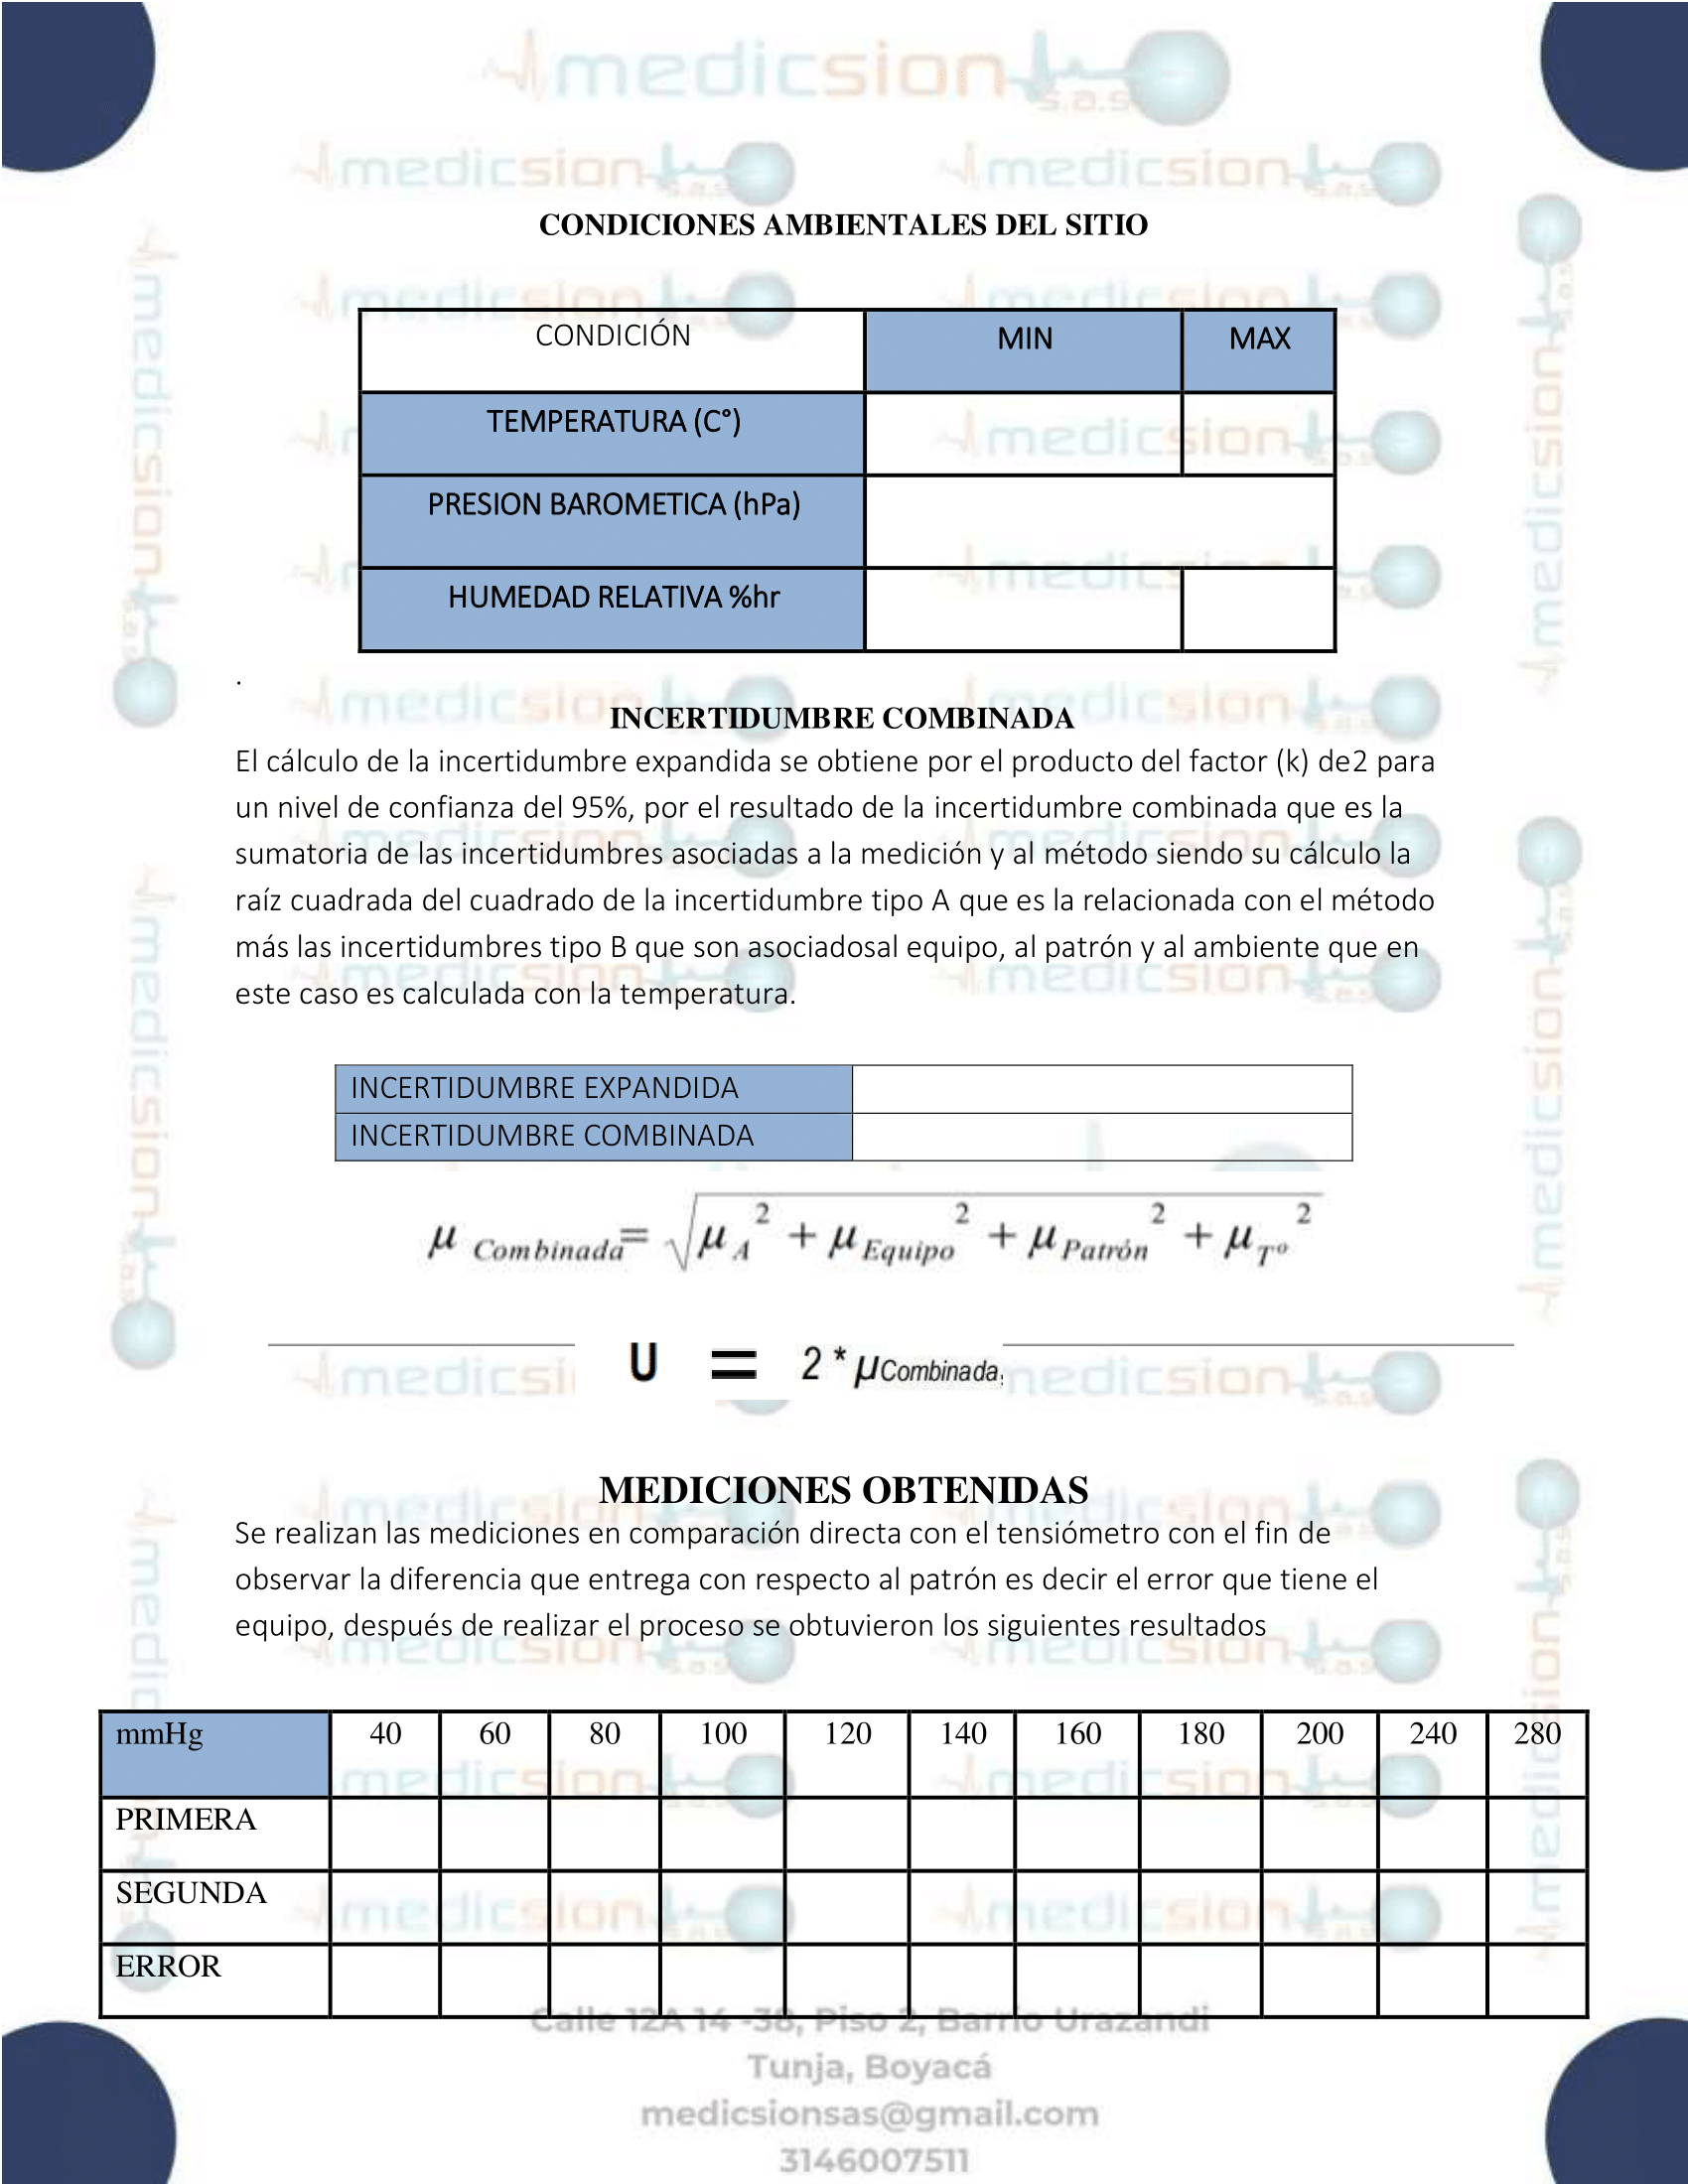 medicsion s.a.s
CONDICIONES AMBIENTALES DEL SITIO
CONDICIÓN MIN MAX
TEMPERATURA (C°)
PRESION BAROMETICA (hPa)
HUMEDAD RELATIVA %hr
.
INCERTIDUMBRE COMBINADA
El cálculo de la incertidumbre expandida se obtiene por el producto del factor (k) de2 para
un nivel de confianza del 95%, por el resultado de la incertidumbre combinada que es la
sumatoria de las incertidumbres asociadas a la medición y al método siendo su cálculo la
raíz cuadrada del cuadrado de la incertidumbre tipo A que es la relacionada con el método
más las incertidumbres tipo B que son asociadosal equipo, al patrón y al ambiente que en
este caso es calculada con la temperatura.
INCERTIDUMBRE EXPANDIDA
INCERTIDUMBRE COMBINADA
μ Combinada = √ μ A ² + μ Equipo ² + μ Patrón ² + μ T° ²
U = 2 * μ Combinada,
MEDICIONES OBTENIDAS
Se realizan las mediciones en comparación directa con el tensiómetro con el fin de
observar la diferencia que entrega con respecto al patrón es decir el error que tiene el
equipo, después de realizar el proceso se obtuvieron los siguientes resultados
mmHg 40 60 80 100 120 140 160 180 200 240 280
PRIMERA
SEGUNDA
ERROR
Calle 12A 14 -38, Piso 2, Barrio Urazandi
Tunja, Boyacá
medicsionsas@gmail.com
3146007511